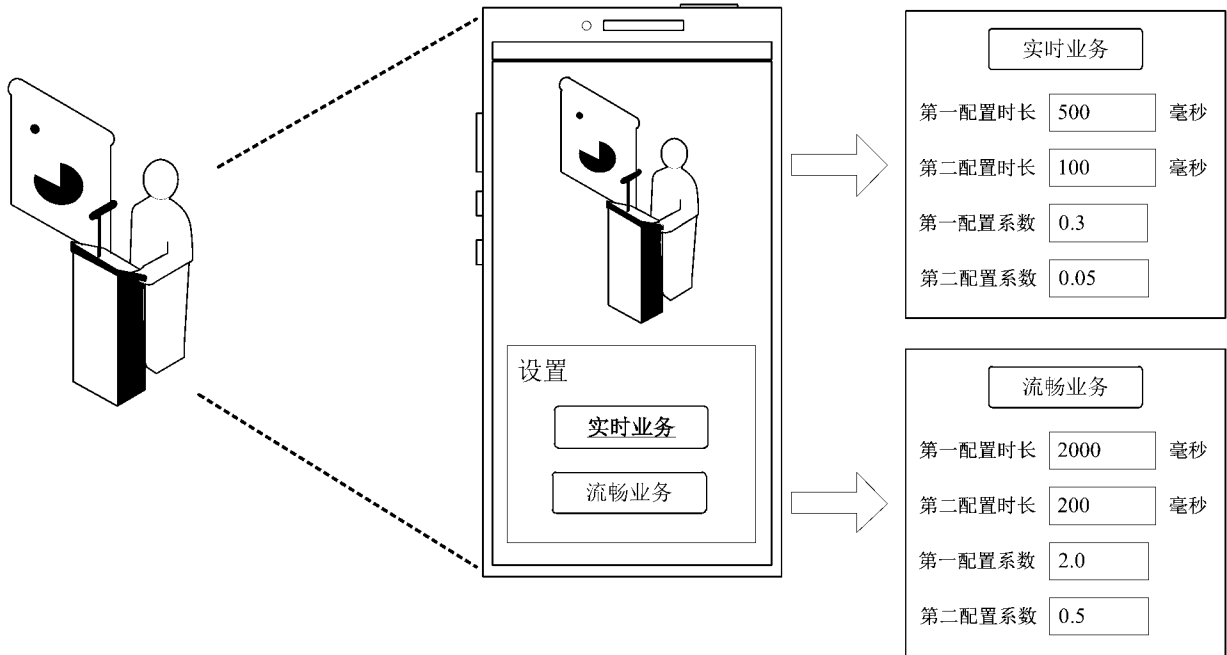 设置
实时业务
流畅业务
实时业务
第一配置时长 500 毫秒
第二配置时长 100 毫秒
第一配置系数 0.3
第二配置系数 0.05
流畅业务
第一配置时长 2000 毫秒
第二配置时长 200 毫秒
第一配置系数 2.0
第二配置系数 0.5